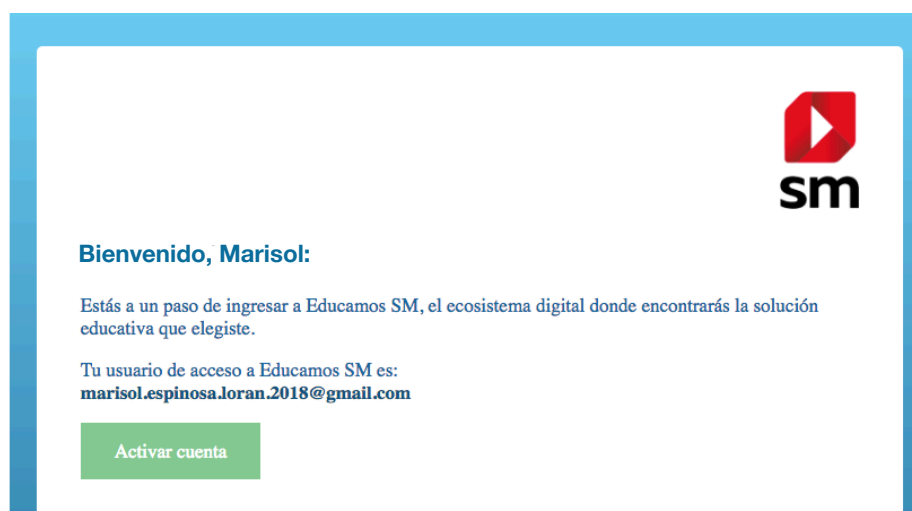 sm
Bienvenido, Marisol:
Estás a un paso de ingresar a Educamos SM, el ecosistema digital donde encontrarás la solución
educativa que elegiste.
Tu usuario de acceso a Educamos SM es:
marisol.espinosa.loran.2018@gmail.com
Activar cuenta